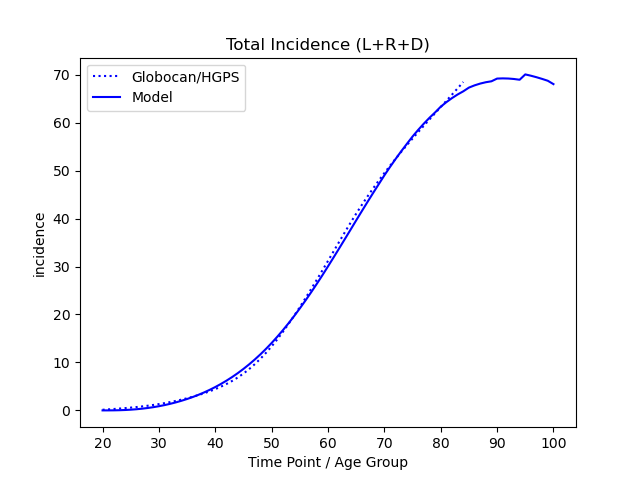 Total Incidence (L+R+D)
Globocan/HGPS
Model
70
60
50
40
30
20
10
0
incidence
20 30 40 50 60 70 80 90 100
Time Point / Age Group